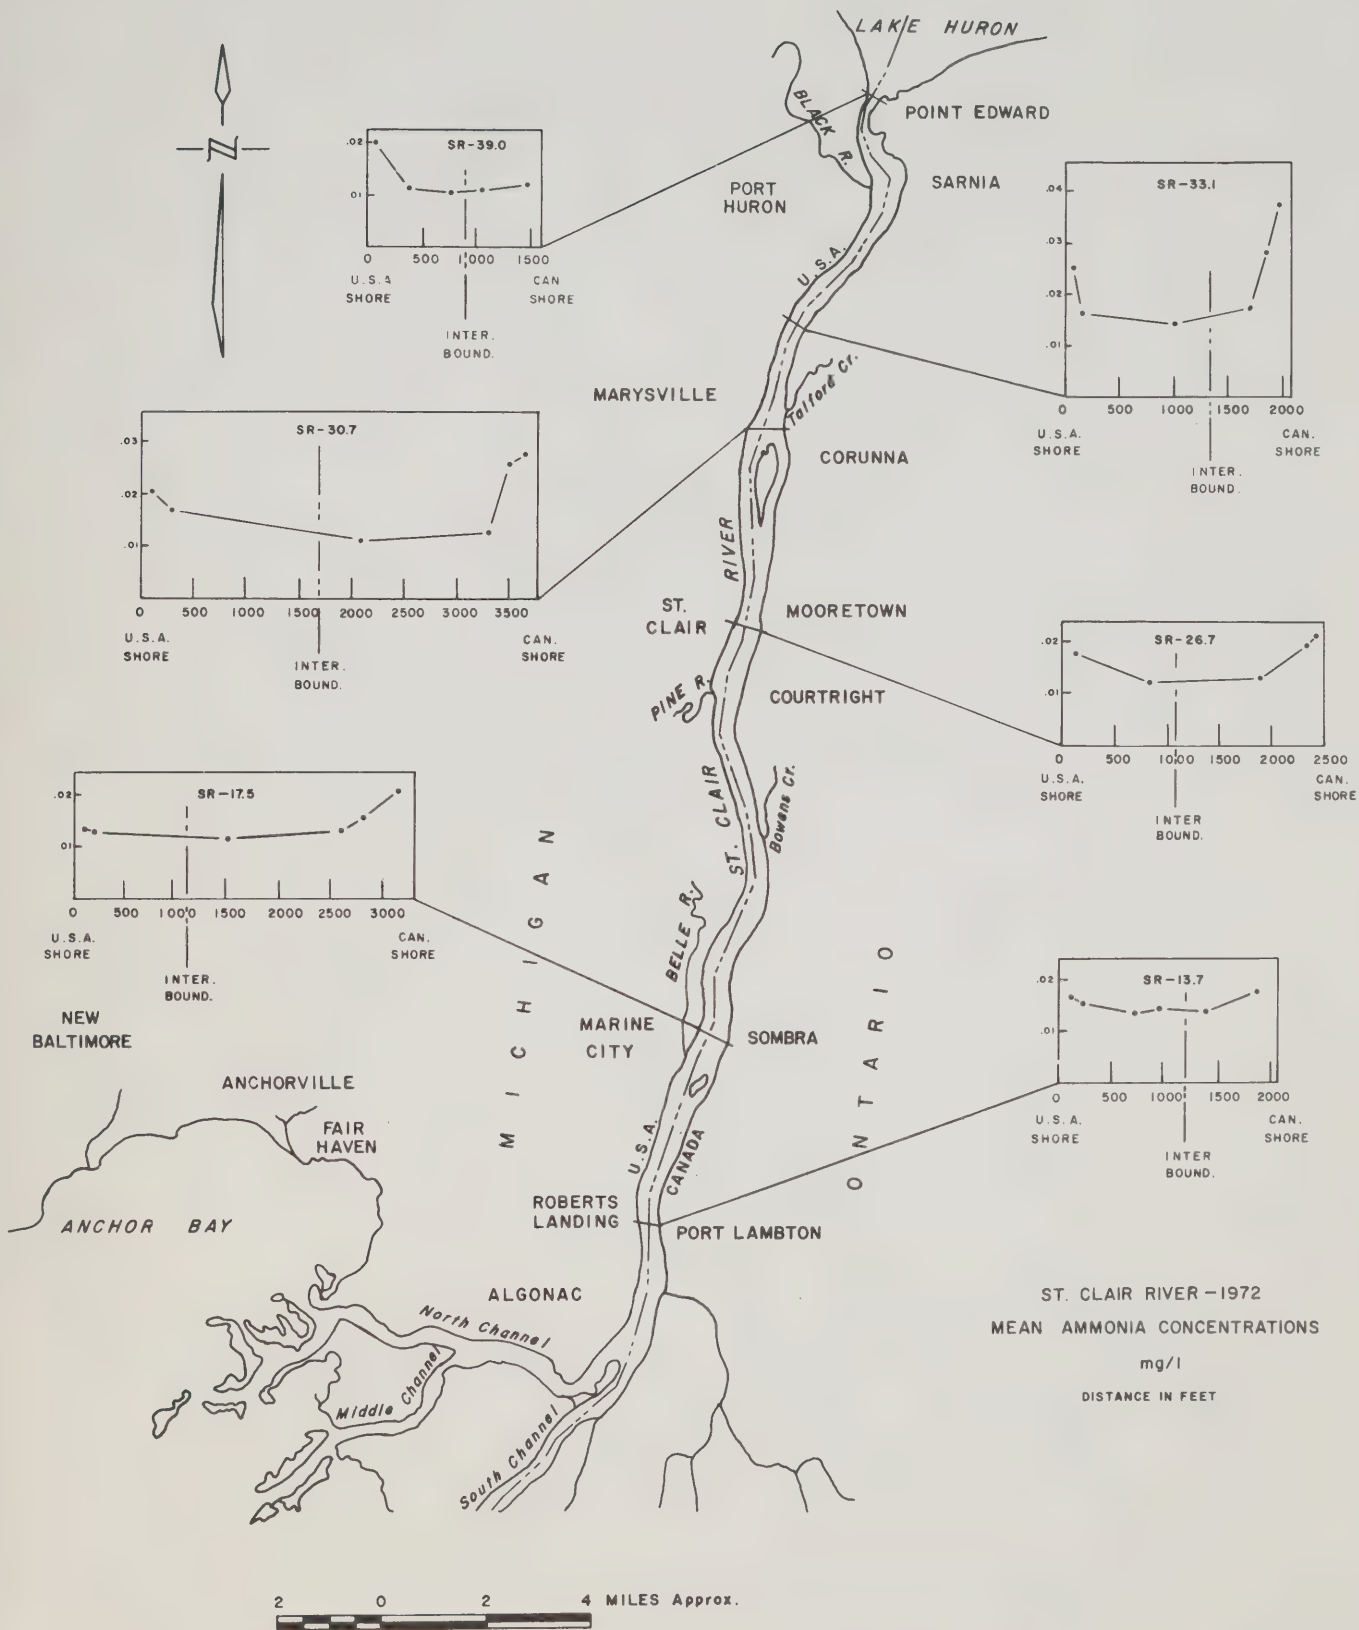 LAKE HURON
BLACK R.
POINT EDWARD
N
.02
SR-39.0
.01
0 500 1000 1500
U.S.A
SHORE
CAN
SHORE
INTER.
BOUND.
PORT
HURON
SARNIA
.04
SR-33.1
.03
.02
.01
0 500 1000 1500 2000
U.S.A.
SHORE
CAN.
SHORE
INTER.
BOUND.
U.S.A.
MARYSVILLE
Talford Cr.
CORUNNA
.03
SR-30.7
.02
.01
0 500 1000 1500 2000 2500 3000 3500
U.S.A.
SHORE
CAN.
SHORE
INTER.
BOUND.
RIVER
ST.
CLAIR
MOORETOWN
.02
SR-26.7
.01
0 500 1000 1500 2000 2500
U.S.A.
SHORE
CAN.
SHORE
INTER
BOUND.
PINE R.
COURTRIGHT
ST. CLAIR
Bowens Cr.
.02
SR-17.5
01
0 500 1000 1500 2000 2500 3000
U.S.A.
SHORE
CAN.
SHORE
INTER.
BOUND.
MICHIGAN
BELLE R.
ONTARIO
.02
SR-13.7
.01
0 500 1000 1500 2000
U.S.A.
SHORE
CAN.
SHORE
INTER
BOUND.
NEW
BALTIMORE
MARINE
CITY
SOMBRA
ANCHORVILLE
FAIR
HAVEN
U.S.A.
CANADA
ANCHOR BAY
ROBERTS
LANDING
PORT LAMBTON
ALGONAC
North Channel
Middle Channel
South Channel
ST. CLAIR RIVER-1972
MEAN AMMONIA CONCENTRATIONS
mg/l
DISTANCE IN FEET
2 0 2 4 MILES Approx.